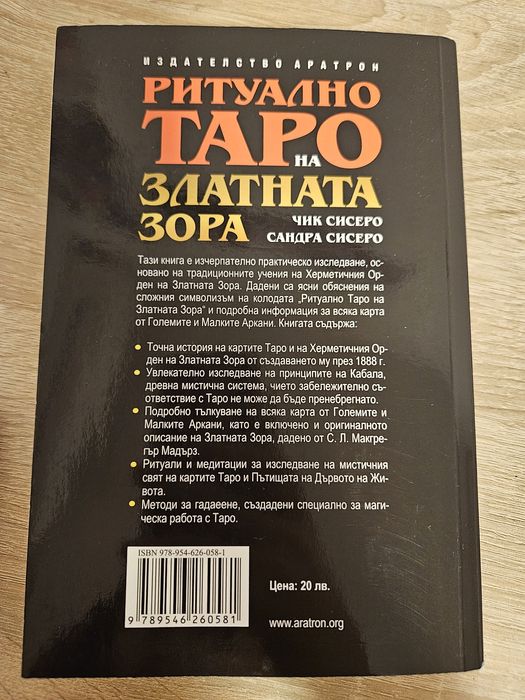 ИЗДАТЕЛСТВО АРАТРОН
РИТУАЛНО
ТАРО
НА
ЗЛАТНАТА
ЗОРА
ЧИК СИСЕРО
САНДРА СИСЕРО
Тази книга е изчерпателно практическо изследване, ос-
новано на традиционните учения на Херметичния Ор-
ден на Златната Зора. Дадени са ясни обяснения на
сложния символизъм на колодата „Ритуално Таро на
Златната Зора" и подробна информация за всяка карта
от Големите и Малките Аркани. Книгата съдържа:
• Точна история на картите Таро и на Херметичния Ор-
ден на Златната Зора от създаването му през 1888 г.
• Увлекателно изследване на принципите на Кабала,
древна мистична система, чието забележително съ-
ответствие с Таро не може да бъде пренебрегнато.
• Подробно тълкуване на всяка карта от Големите и
Малките Аркани, като е включено и оригиналното
описание на Златната Зора, дадено от С. Л. Макгре-
гър Мадърз.
• Ритуали и медитации за изследване на мистичния
свят на картите Таро и Пътищата на Дървото на Жи-
вота.
• Методи за гадаеене, създадени специално за маги-
ческа работа с Таро.
ISBN 978-954-626-058-1
9 789546 260581
Цена: 20 лв.
www.aratron.org